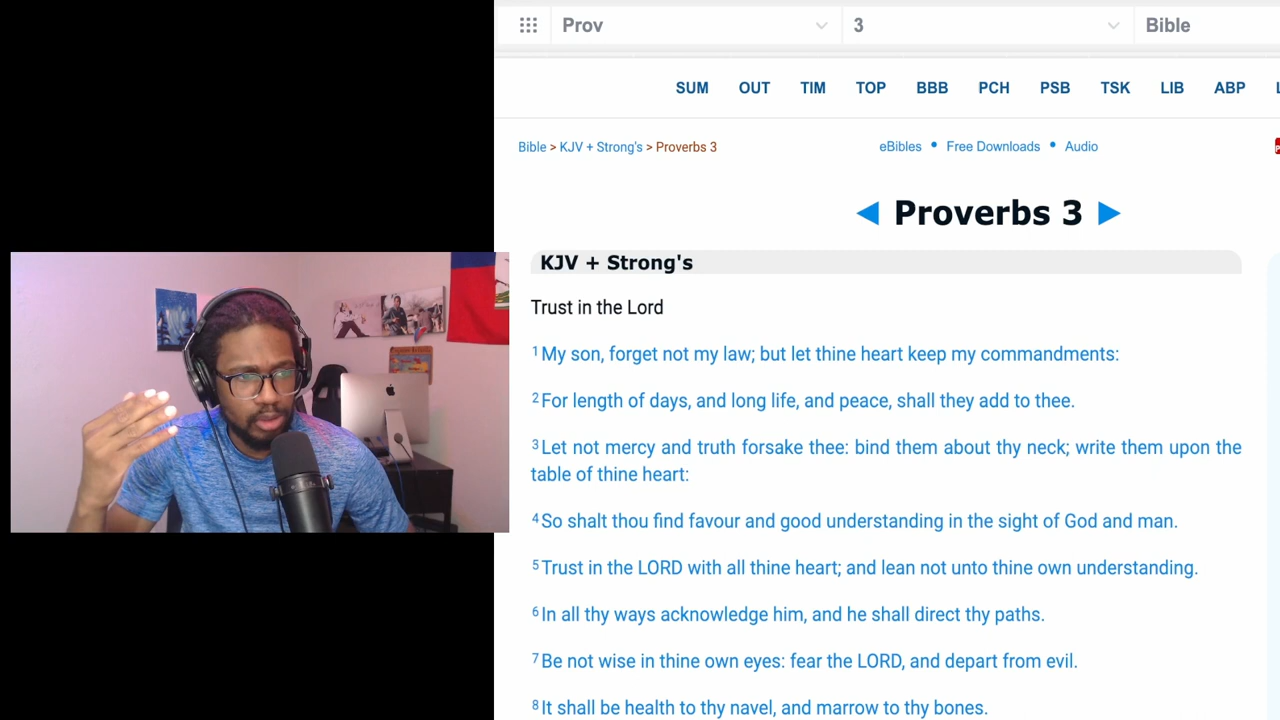 Prov 3 Bible
SUM OUT TIM TOP BBB PCH PSB TSK LIB ABP
Bible > KJV + Strong's > Proverbs 3 eBibles • Free Downloads • Audio
◀ Proverbs 3 ▶
KJV + Strong's
Trust in the Lord
1 My son, forget not my law; but let thine heart keep my commandments:
2 For length of days, and long life, and peace, shall they add to thee.
3 Let not mercy and truth forsake thee: bind them about thy neck; write them upon the
table of thine heart:
4 So shalt thou find favour and good understanding in the sight of God and man.
5 Trust in the LORD with all thine heart; and lean not unto thine own understanding.
6 In all thy ways acknowledge him, and he shall direct thy paths.
7 Be not wise in thine own eyes: fear the LORD, and depart from evil.
8 It shall be health to thy navel, and marrow to thy bones.